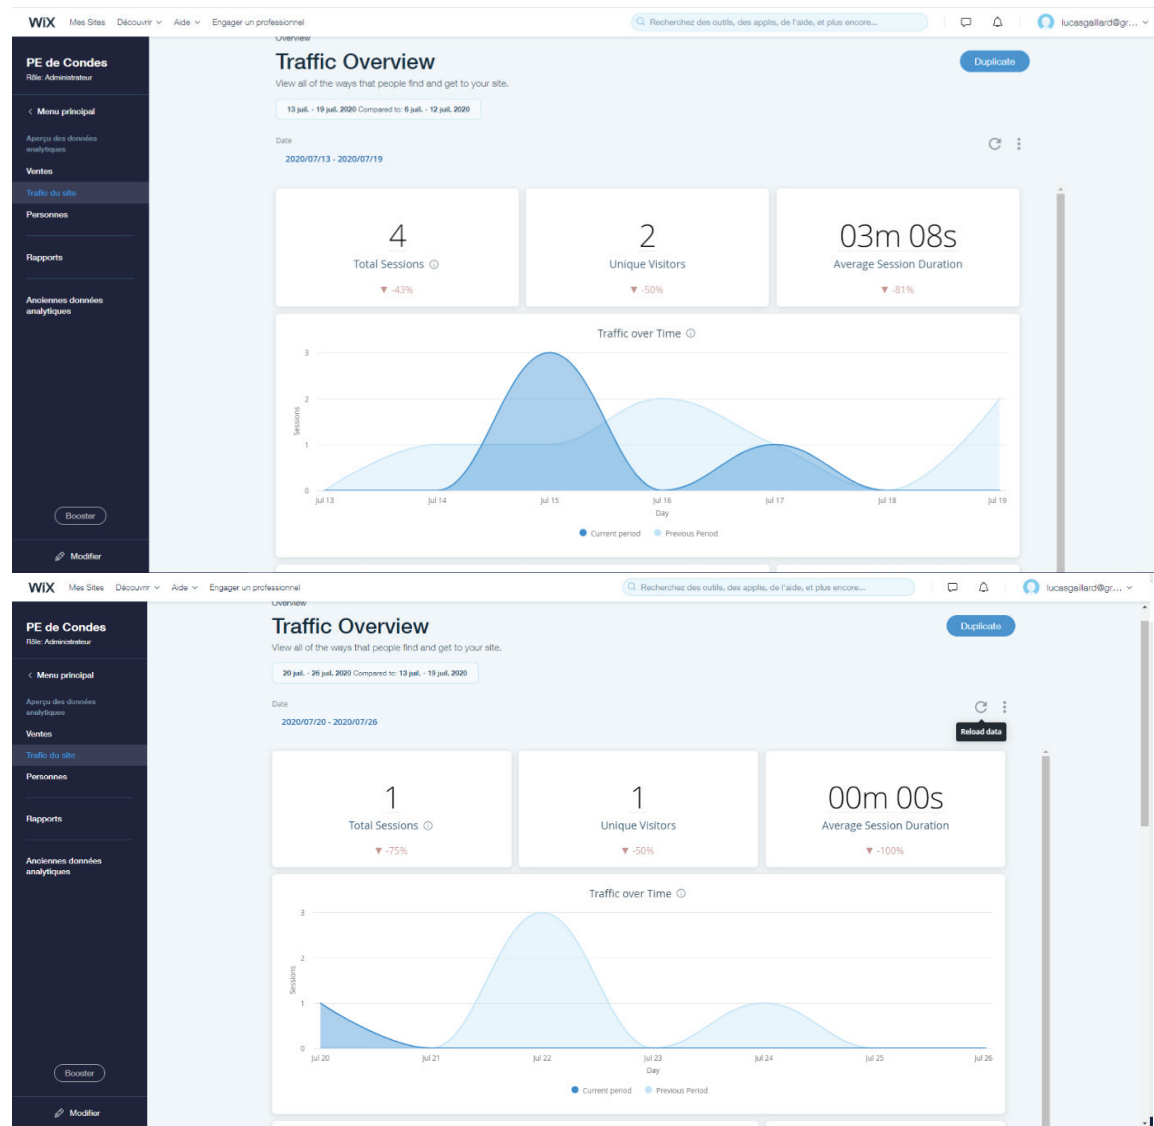 WiX Mes Sites Découvrir Aide Engager un professionnel Recherchez des outils, des applis, de l'aide, et plus encore... lucasgaillard@gr...
Overview
PE de Condes
Rôle: Administrateur
Traffic Overview
Duplicate
View all of the ways that people find and get to your site.
< Menu principal
13 juil. - 19 juil. 2020 Compared to: 6 juil. - 12 juil. 2020
Aperçu des données
analytiques
Date
2020/07/13 - 2020/07/19
Ventes
Trafic du site
Personnes
Rapports
Anciennes données
analytiques
4
Total Sessions
-43%
2
Unique Visitors
-50%
03m 08s
Average Session Duration
-81%
Traffic over Time
3
2
1
0
Sessions
Jul 13 Jul 14 Jul 15 Jul 16 Jul 17 Jul 18 Jul 19
Day
Current period Previous Period
Booster
Modifier
WiX Mes Sites Découvrir Aide Engager un professionnel Recherchez des outils, des applis, de l'aide, et plus encore... lucasgaillard@gr...
Overview
PE de Condes
Rôle: Administrateur
Traffic Overview
Duplicate
View all of the ways that people find and get to your site.
< Menu principal
20 juil. - 26 juil. 2020 Compared to: 13 juil. - 19 juil. 2020
Aperçu des données
analytiques
Date
2020/07/20 - 2020/07/26
Reload data
Ventes
Trafic du site
Personnes
Rapports
Anciennes données
analytiques
1
Total Sessions
-75%
1
Unique Visitors
-50%
00m 00s
Average Session Duration
-100%
Traffic over Time
3
2
1
0
Sessions
Jul 20 Jul 21 Jul 22 Jul 23 Jul 24 Jul 25 Jul 26
Day
Current period Previous Period
Booster
Modifier